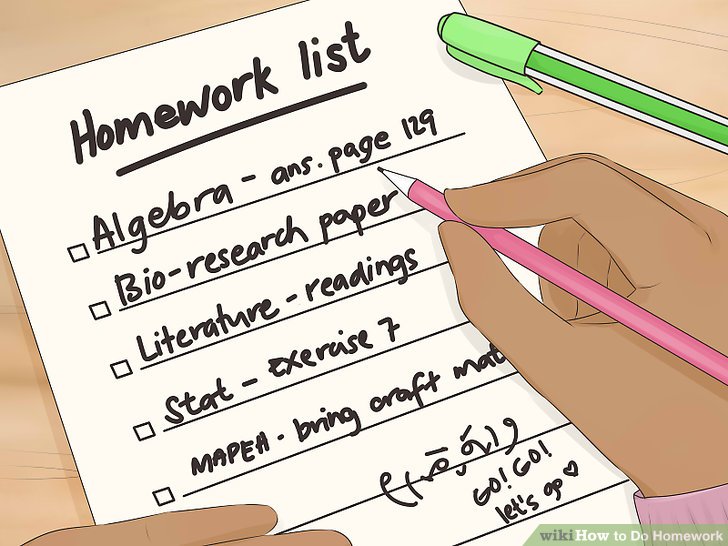 Homework list
Algebra - ans. page 129
Bio-research paper
Literature - readings
Stat - Exercise 7
MAPEH - bring craft mat
GO! GO!
let's go ♡
wikiHow to Do Homework